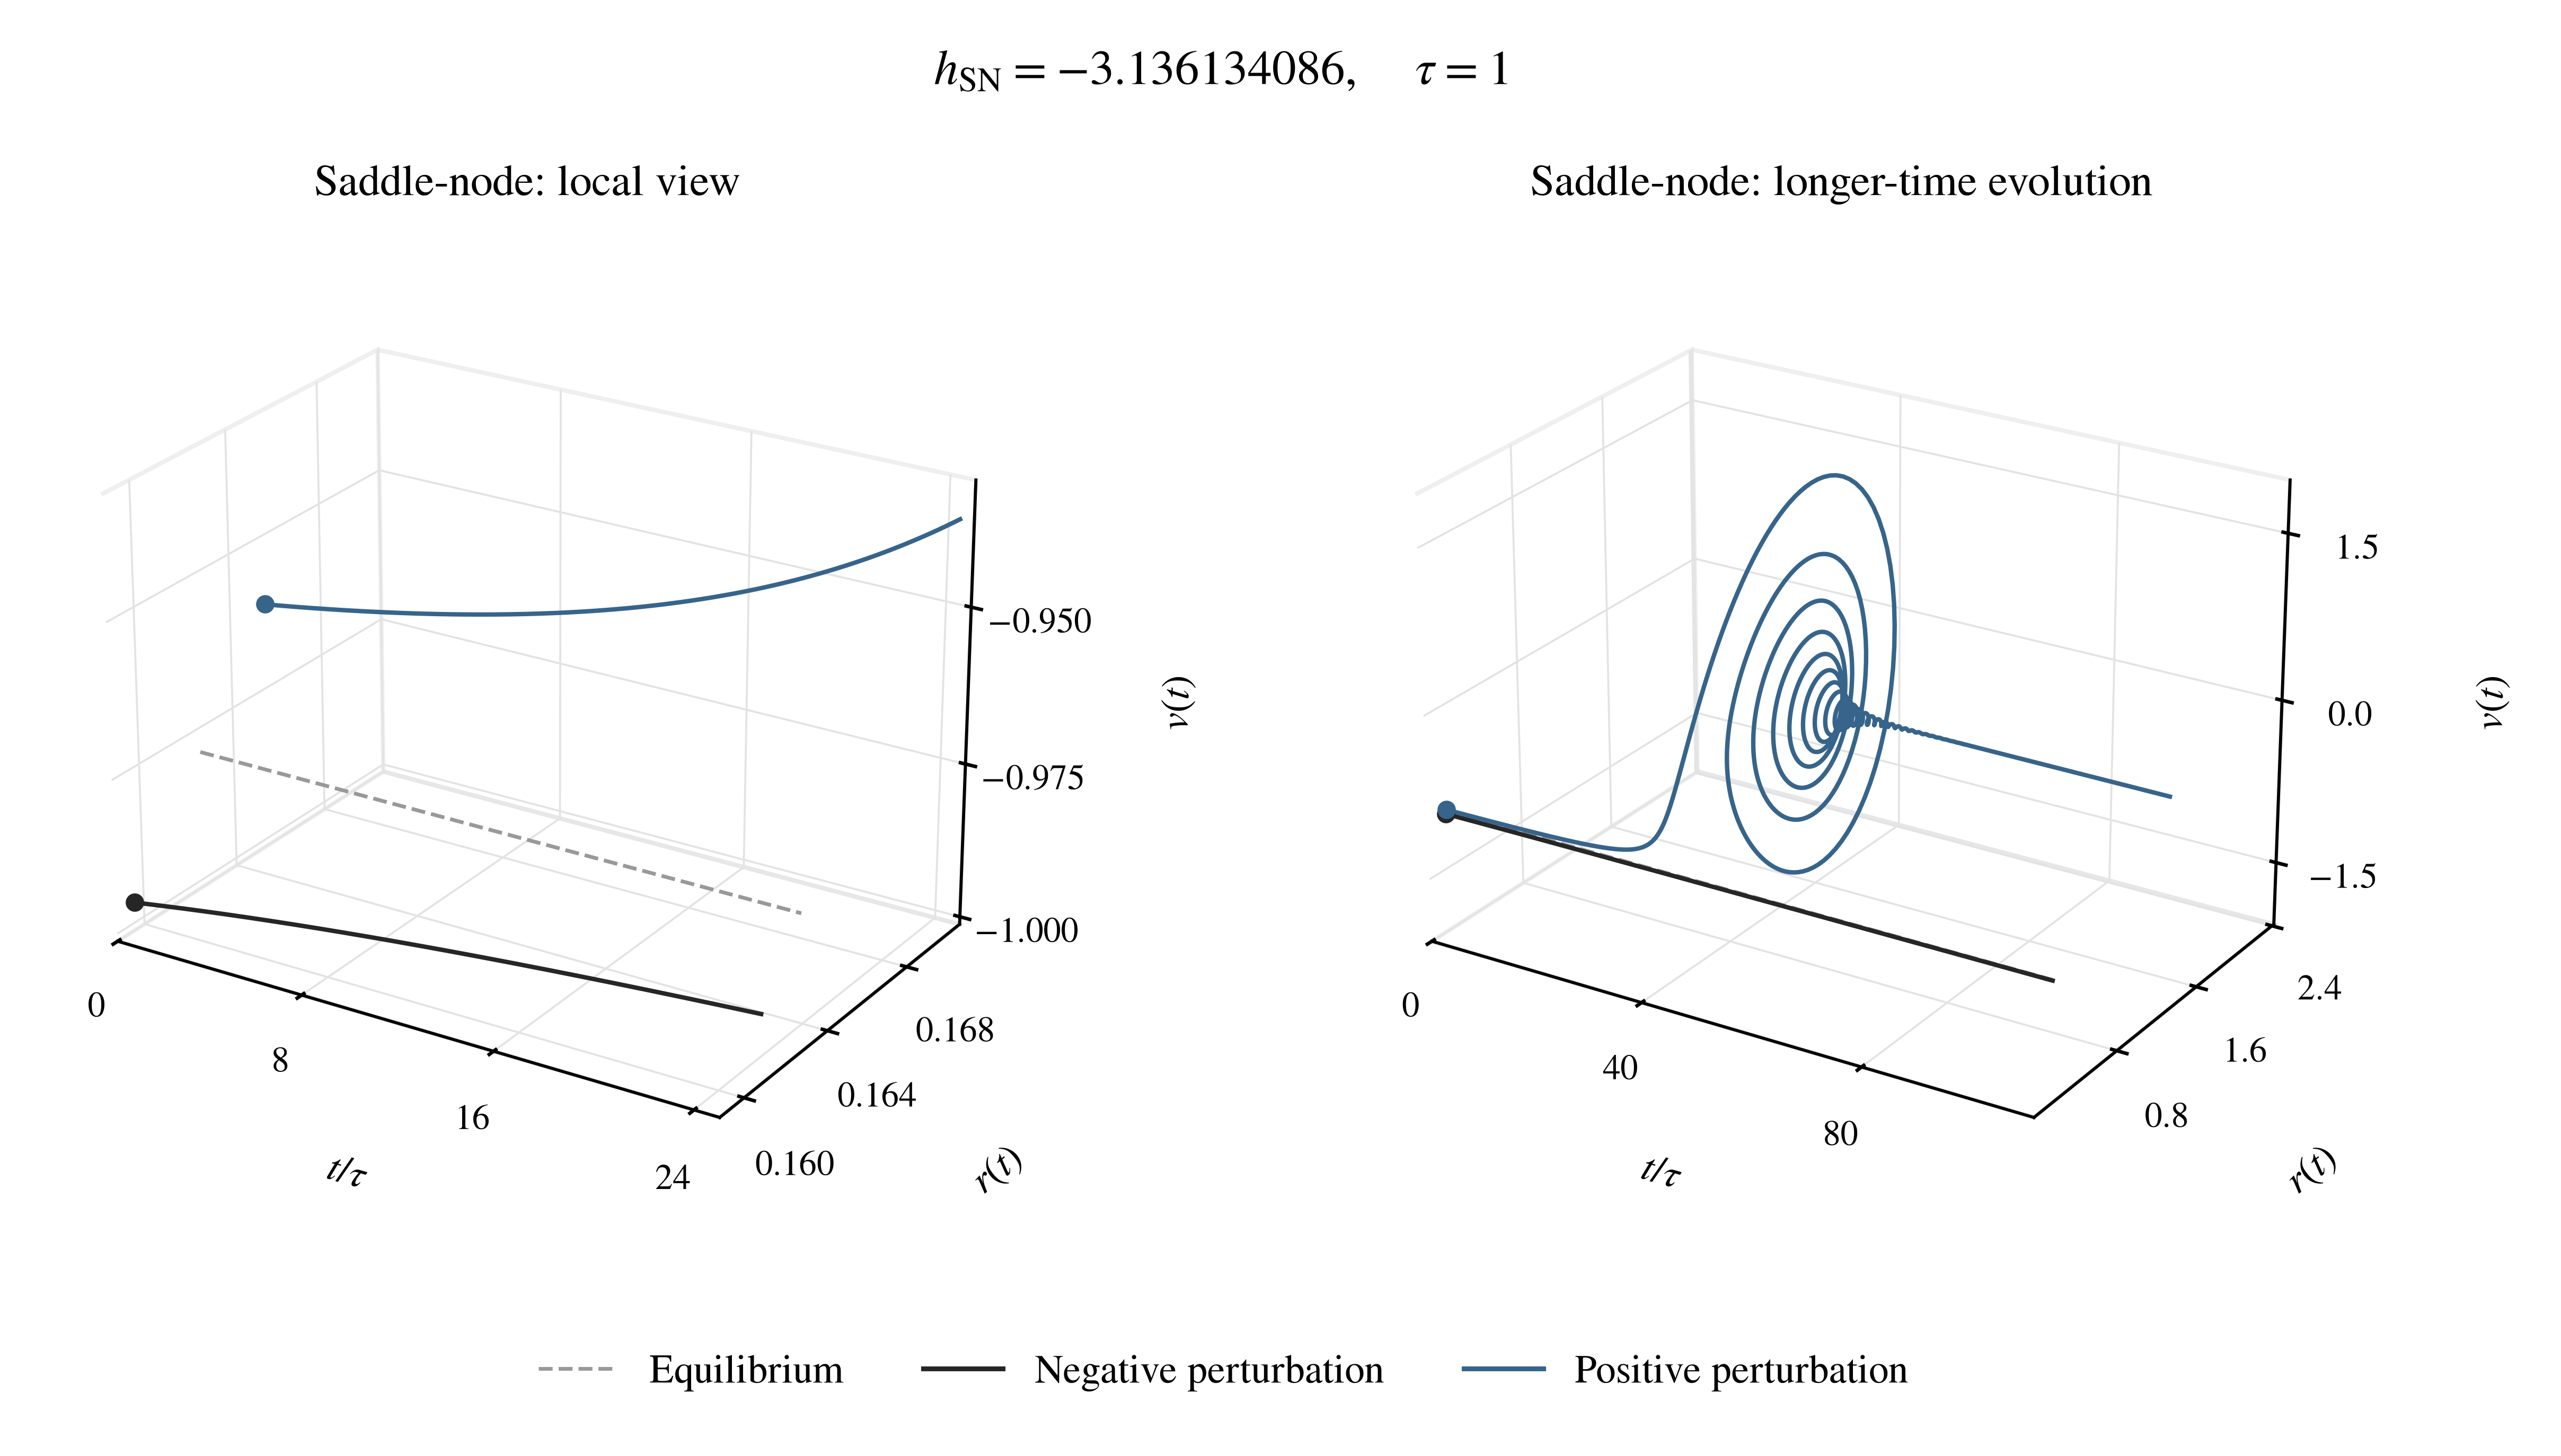 h_SN = −3.136134086, τ = 1
Saddle-node: local view
Saddle-node: longer-time evolution
−0.950
−0.975
−1.000
v(t)
0
8
16
24
t/τ
0.160
0.164
0.168
r(t)
1.5
0.0
−1.5
v(t)
0
40
80
t/τ
0.8
1.6
2.4
r(t)
Equilibrium
Negative perturbation
Positive perturbation